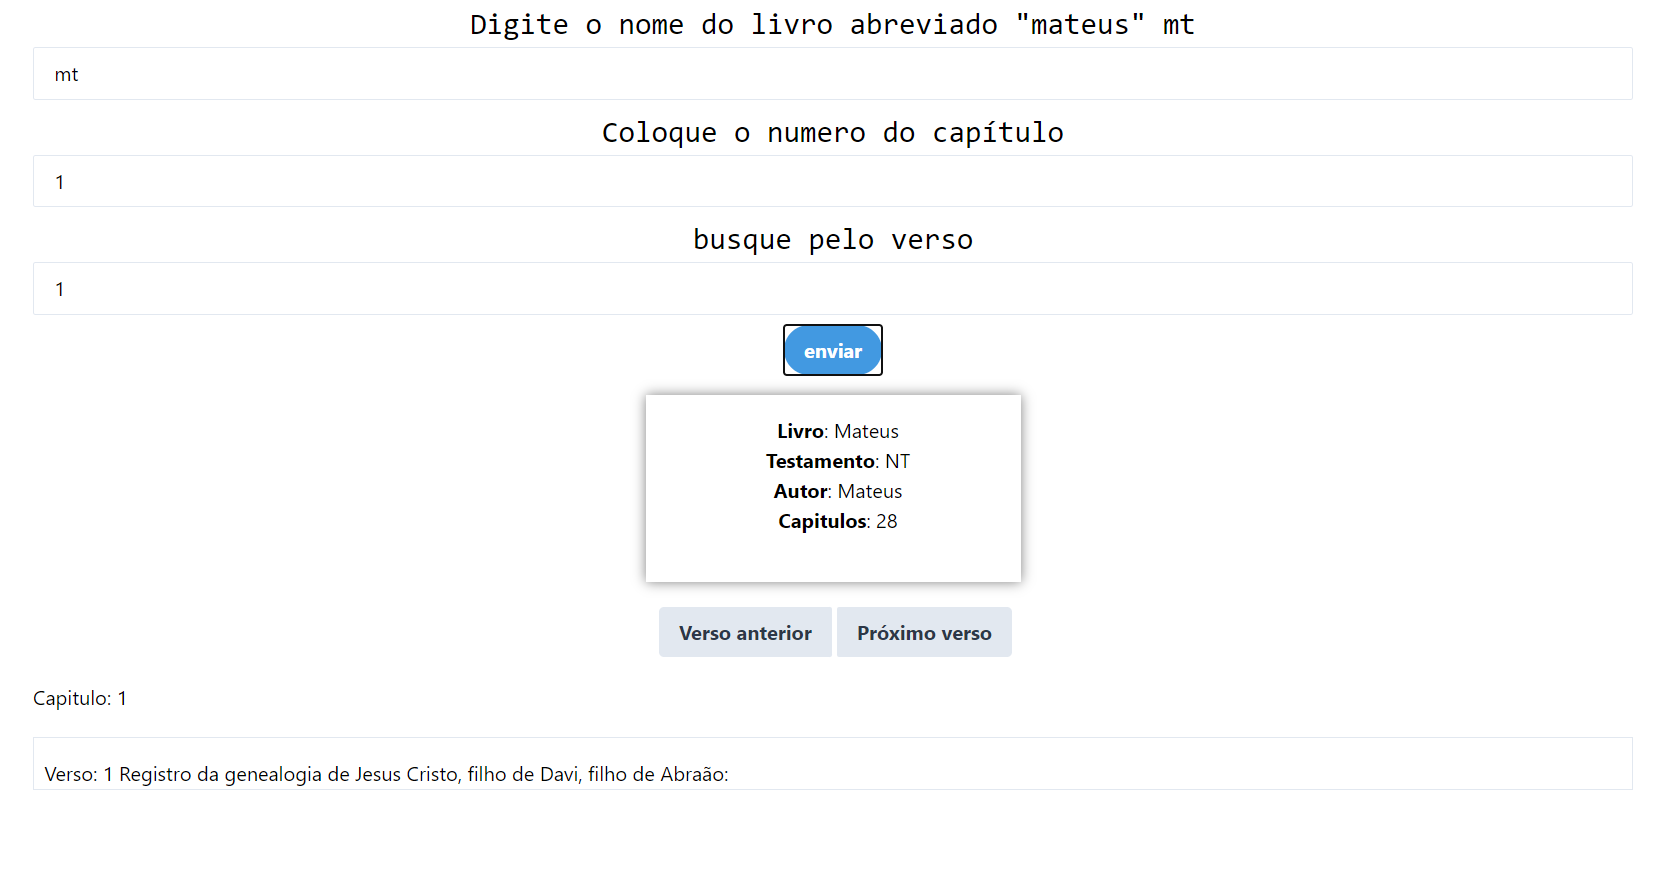 Digite o nome do livro abreviado "mateus" mt
mt
Coloque o numero do capítulo
1
busque pelo verso
1
enviar
Livro: Mateus
Testamento: NT
Autor: Mateus
Capitulos: 28
Verso anterior Próximo verso
Capitulo: 1
Verso: 1 Registro da genealogia de Jesus Cristo, filho de Davi, filho de Abraão: